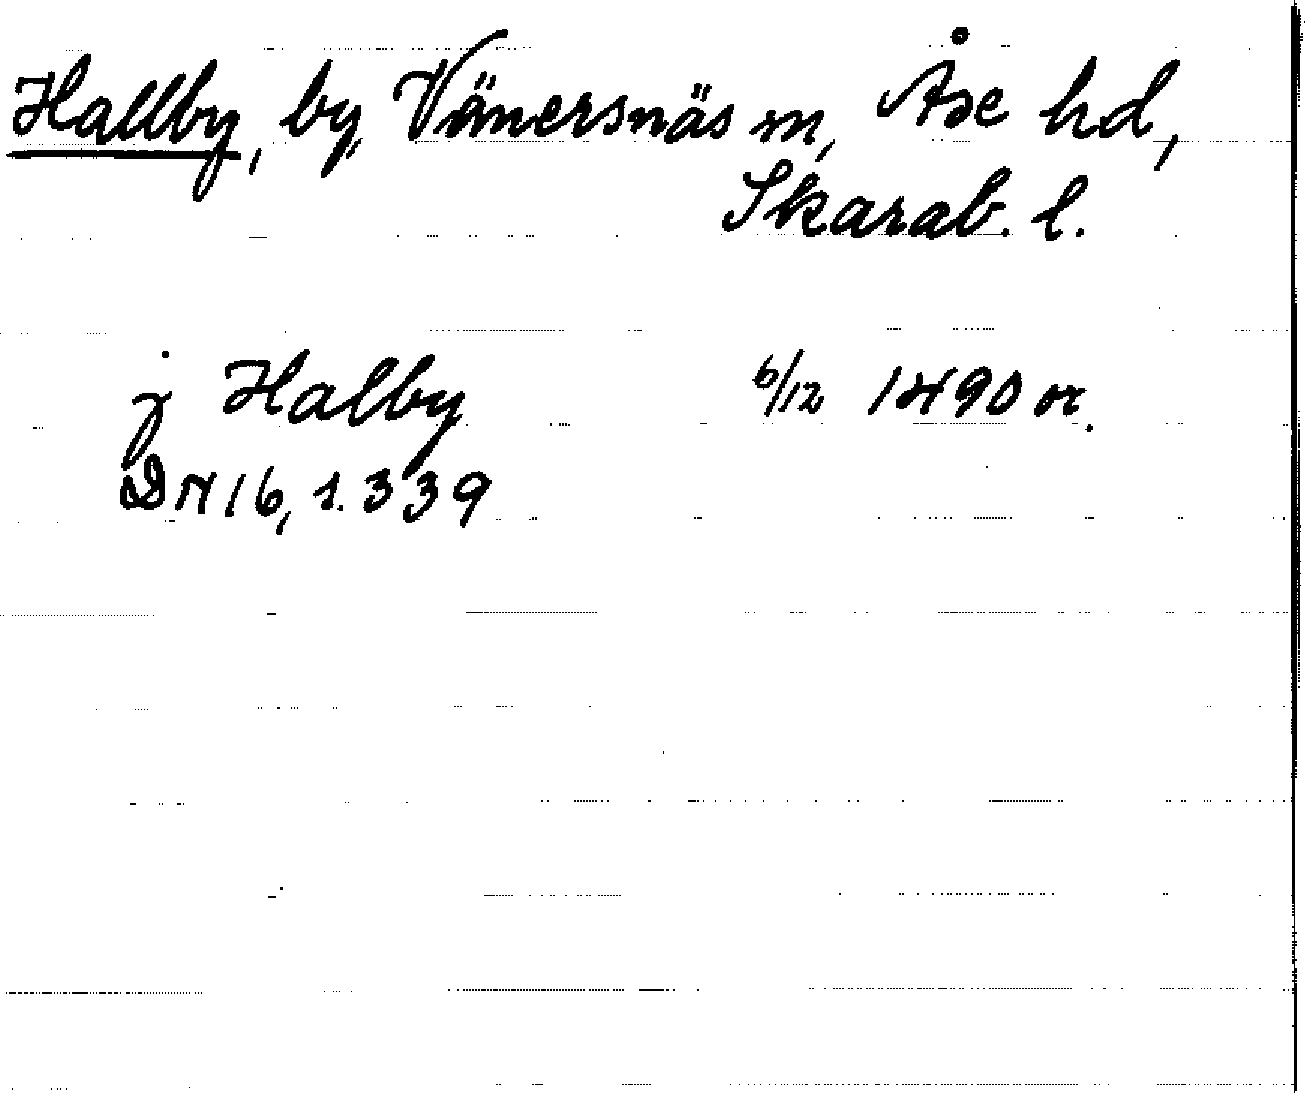 Hallby, by, Vänersnäs sn, Åse hd,
Skarab. l.
j Halby 6/12 1490 or.
DN 16, s. 339